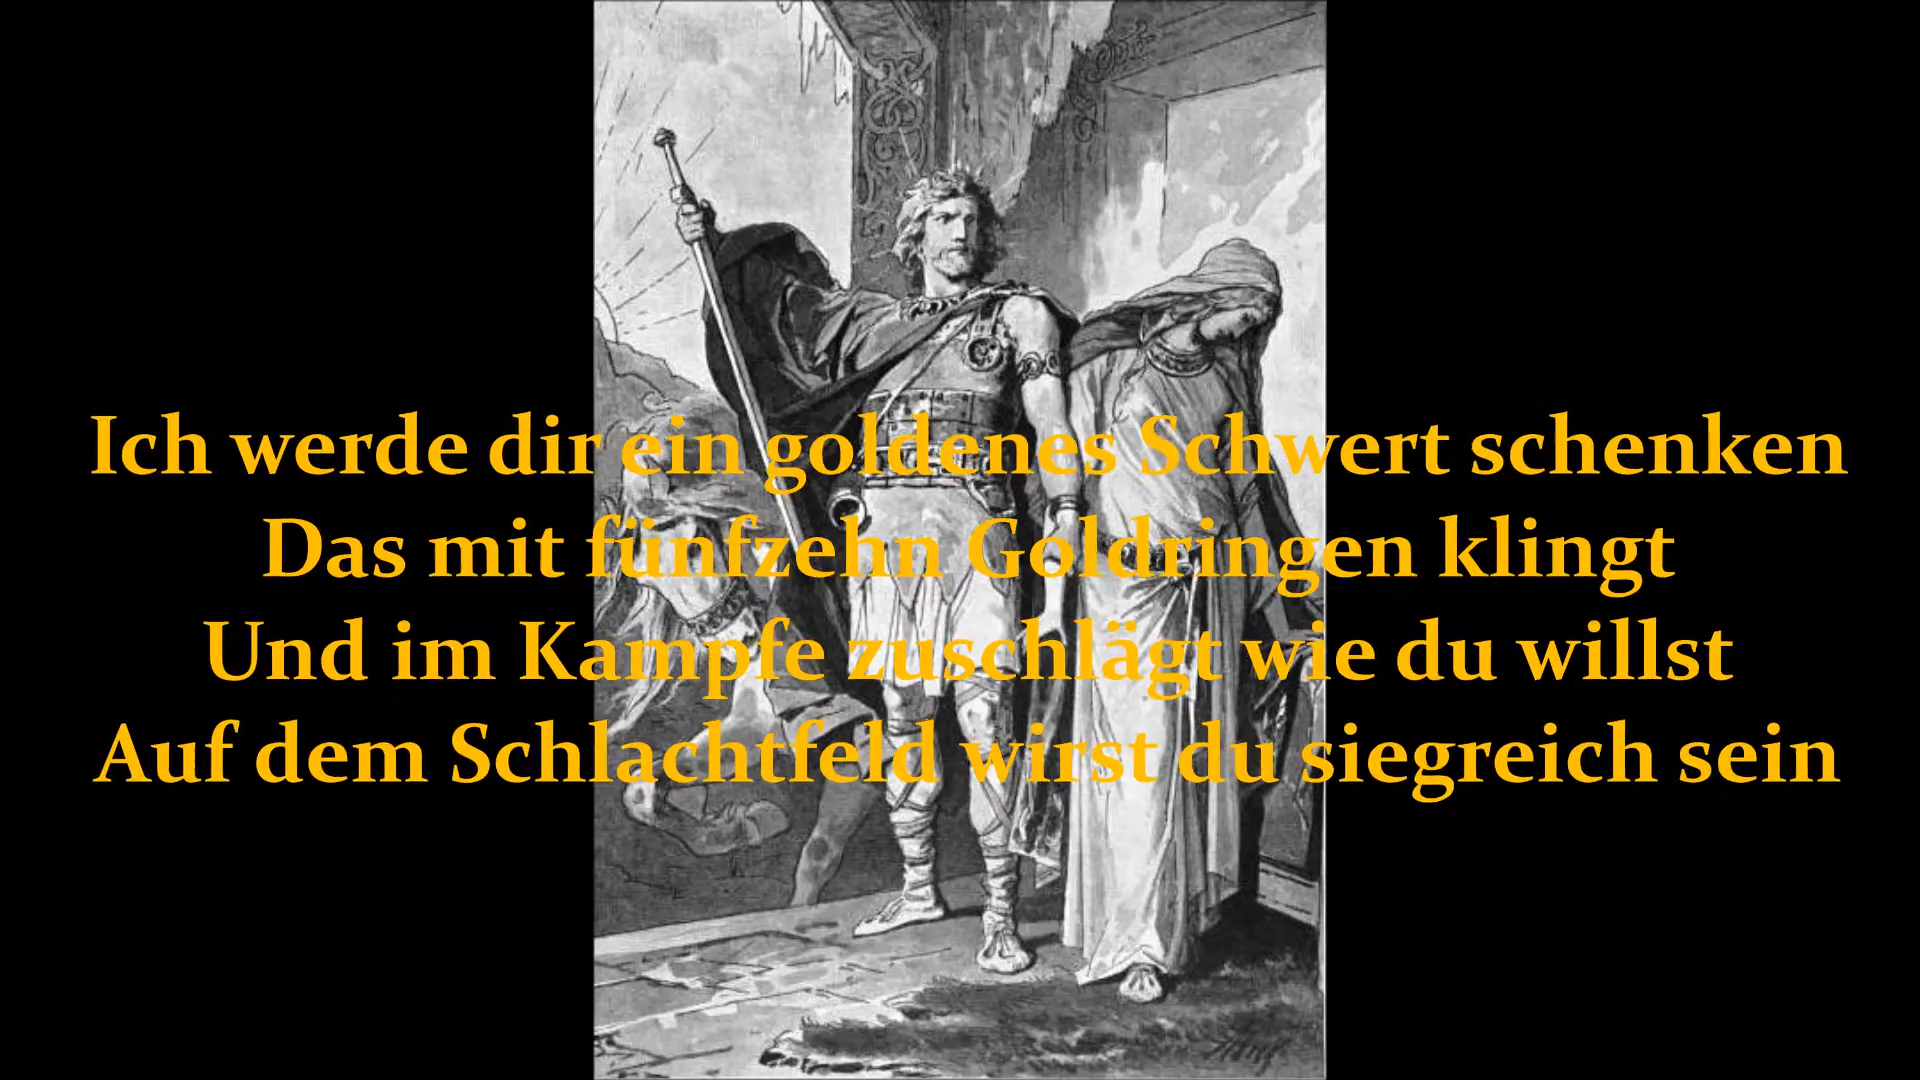 Ich werde dir ein goldenes Schwert schenken
Das mit fünfzehn Goldringen klingt
Und im Kampfe zuschlägt wie du willst
Auf dem Schlachtfeld wirst du siegreich sein